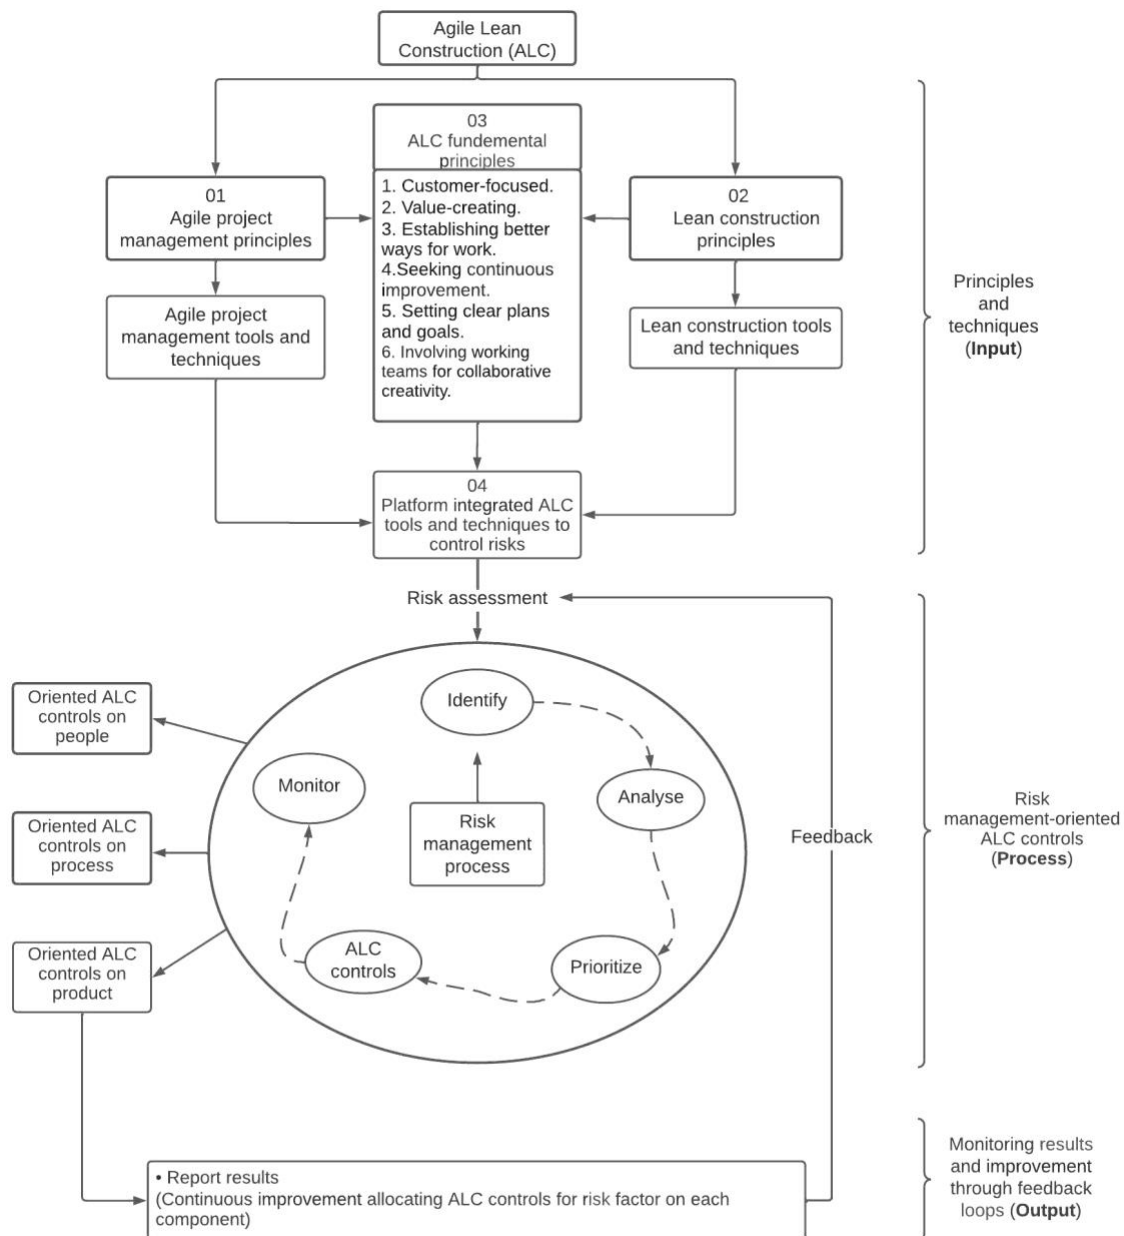 Agile Lean
Construction (ALC)
03
ALC fundemental
principles
1. Customer-focused.
2. Value-creating.
3. Establishing better
ways for work.
4.Seeking continuous
improvement.
5. Setting clear plans
and goals.
6. Involving working
teams for collaborative
creativity.
01
Agile project
management principles
02
Lean construction
principles
Agile project
management tools and
techniques
Lean construction tools
and techniques
Principles
and
techniques
(Input)
04
Platform integrated ALC
tools and techniques to
control risks
Risk assessment
Identify
Analyse
Prioritize
ALC
controls
Monitor
Risk
management
process
Oriented ALC
controls on
people
Oriented ALC
controls on
process
Oriented ALC
controls on
product
Feedback
Risk
management-oriented
ALC controls
(Process)
• Report results
(Continuous improvement allocating ALC controls for risk factor on each
component)
Monitoring results
and improvement
through feedback
loops (Output)